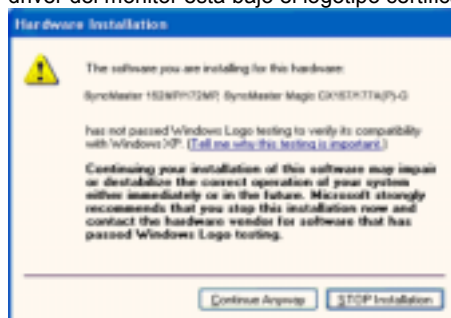 driver del monitor está bajo el logotipo certific
Hardware Installation
The software you are installing for this hardware:
SyncMaster 152MP/172MP, SyncMaster Magic
has not passed Windows Logo testing to verify its compatibility
with Windows XP. (Tell me why this testing is important.)
Continuing your installation of this software may impair
or destabilize the correct operation of your system
either immediately or in the future. Microsoft strongly
recommends that you stop this installation now and
contact the hardware vendor for software that has
passed Windows Logo testing.
Continue Anyway
STOP Installation